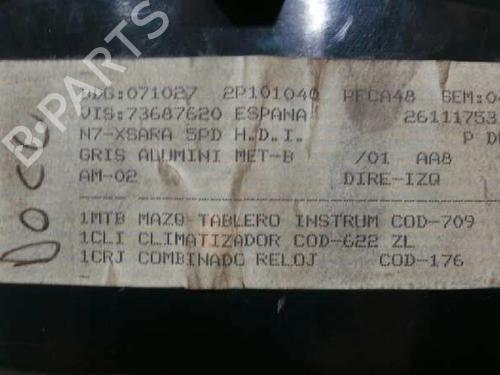 071027 2P101040 PFCA48 SEM:04
VIS:73687620 ESPANA 26111753
N7-XSARA 5PD H.D.I. P D
GRIS ALUMINI MET-B /01 AA8
AM-02 DIRE-IZQ
1MTB MAZO TABLERO INSTRUM COD-709
1CLI CLIMATIZADOR COD-622 ZL
1CRJ COMBINADO RELOJ COD-176
B-PARTS